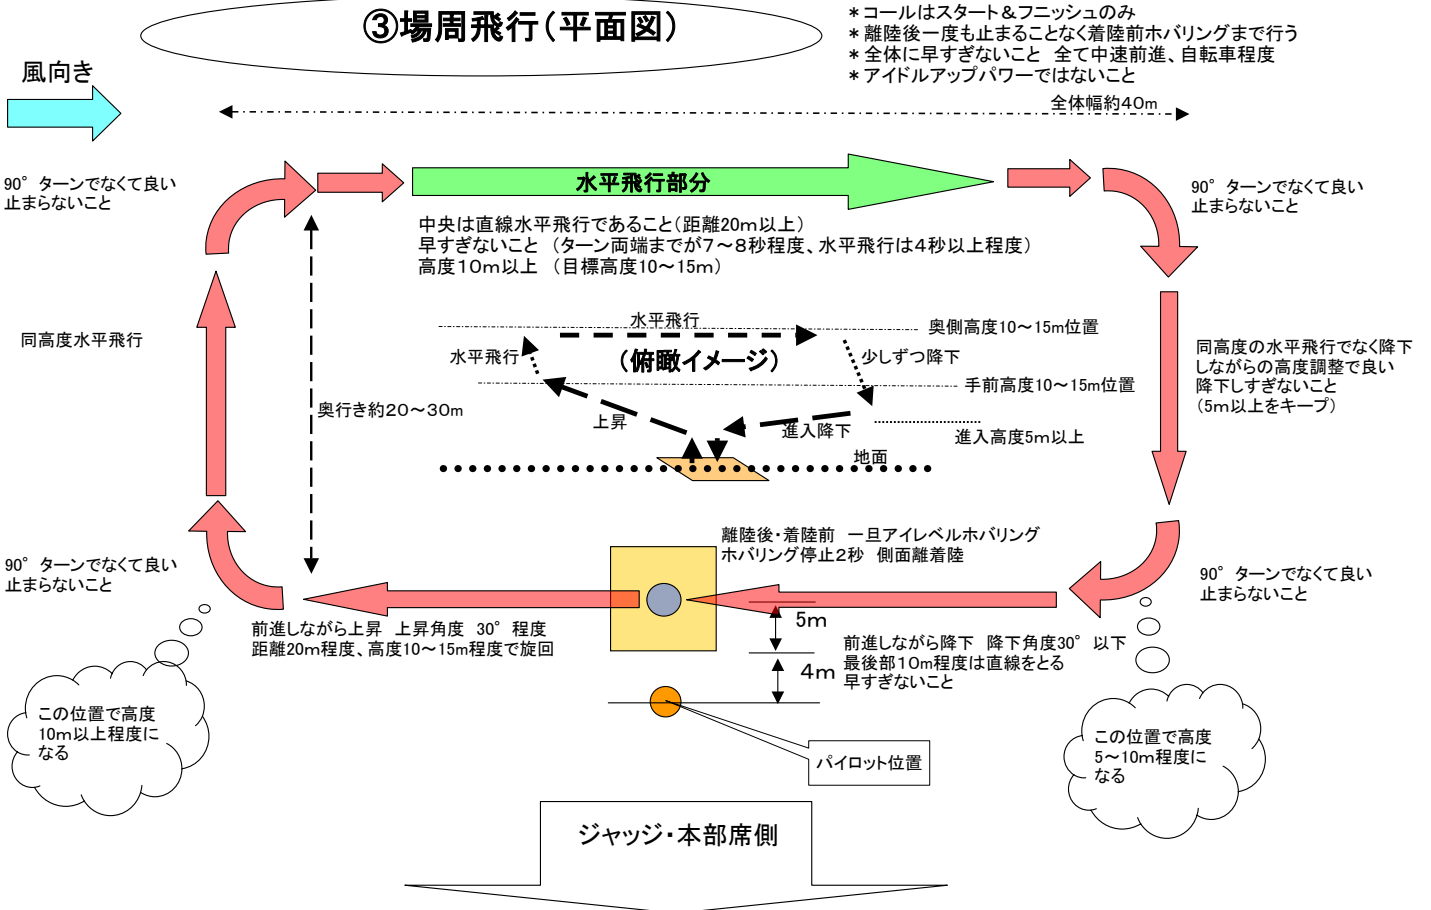 ③場周飛行(平面図)
＊コールはスタート＆フニッシュのみ
＊離陸後一度も止まることなく着陸前ホバリングまで行う
＊全体に早すぎないこと　全て中速前進、自転車程度
＊アイドルアップパワーではないこと
風向き
全体幅約40m
90°ターンでなくて良い
止まらないこと
水平飛行部分
90°ターンでなくて良い
止まらないこと
中央は直線水平飛行であること(距離20m以上)
早すぎないこと　(ターン両端までが7～8秒程度、水平飛行は4秒以上程度)
高度10m以上　(目標高度10～15m)
同高度水平飛行
水平飛行
奥側高度10～15m位置
水平飛行
(俯瞰イメージ)
少しずつ降下
手前高度10～15m位置
同高度の水平飛行でなく降下
しながらの高度調整で良い
降下しすぎないこと
(5m以上をキープ)
奥行き約20～30m
上昇
進入降下
進入高度5m以上
地面
離陸後・着陸前　一旦アイレベルホバリング
ホバリング停止2秒　側面離着陸
90°ターンでなくて良い
止まらないこと
90°ターンでなくて良い
止まらないこと
前進しながら上昇　上昇角度　30°程度
距離20m程度、高度10～15m程度で旋回
5m
4m
前進しながら降下　降下角度30°以下
最後部10m程度は直線をとる
早すぎないこと
この位置で高度
10m以上程度に
なる
この位置で高度
5～10m程度に
なる
パイロット位置
ジャッジ・本部席側